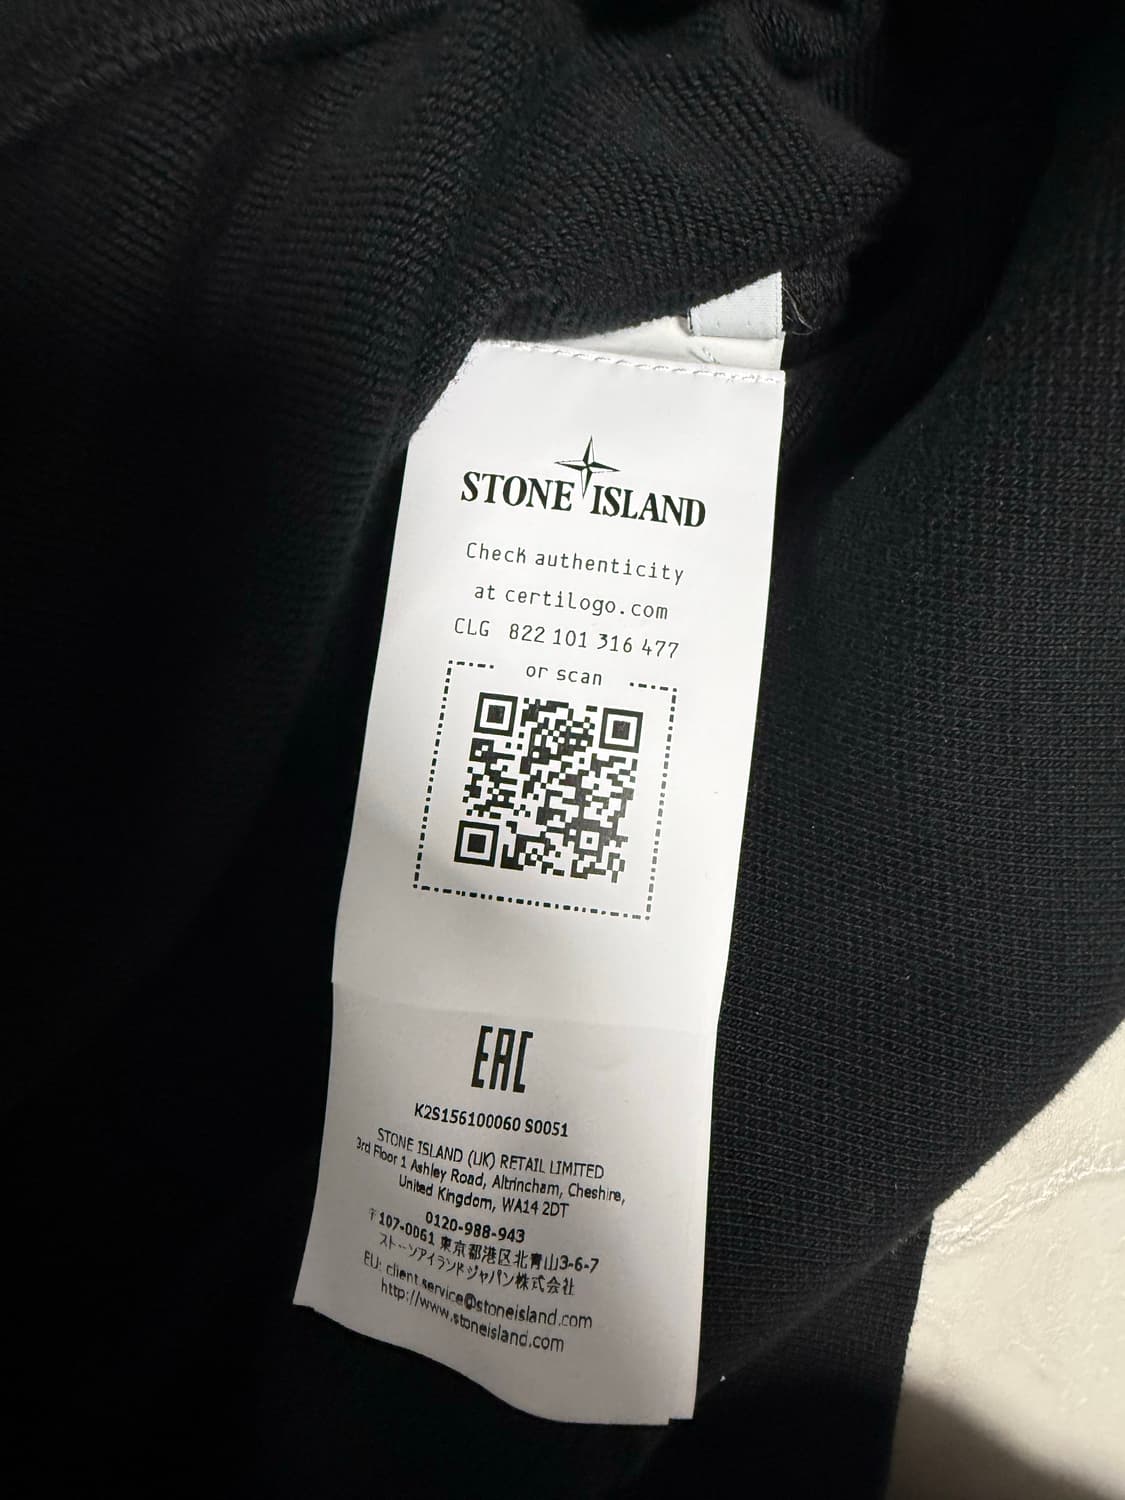 STONE ISLAND
Check authenticity
at certilogo.com
CLG 822 101 316 477
or scan
EAC
K2S156100060 S0051
STONE ISLAND (UK) RETAIL LIMITED
3rd Floor 1 Ashley Road, Altrincham, Cheshire,
United Kingdom, WA14 2DT
0120-988-943
〒107-0061 東京都港区北青山3-6-7
ストーンアイランドジャパン株式会社
EU: client.service@stoneisland.com
http://www.stoneisland.com